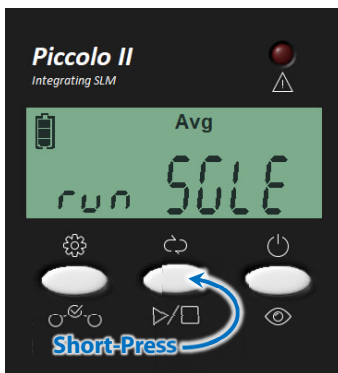 Piccolo II
Integrating SLM
Avg
run SGLE
Short-Press